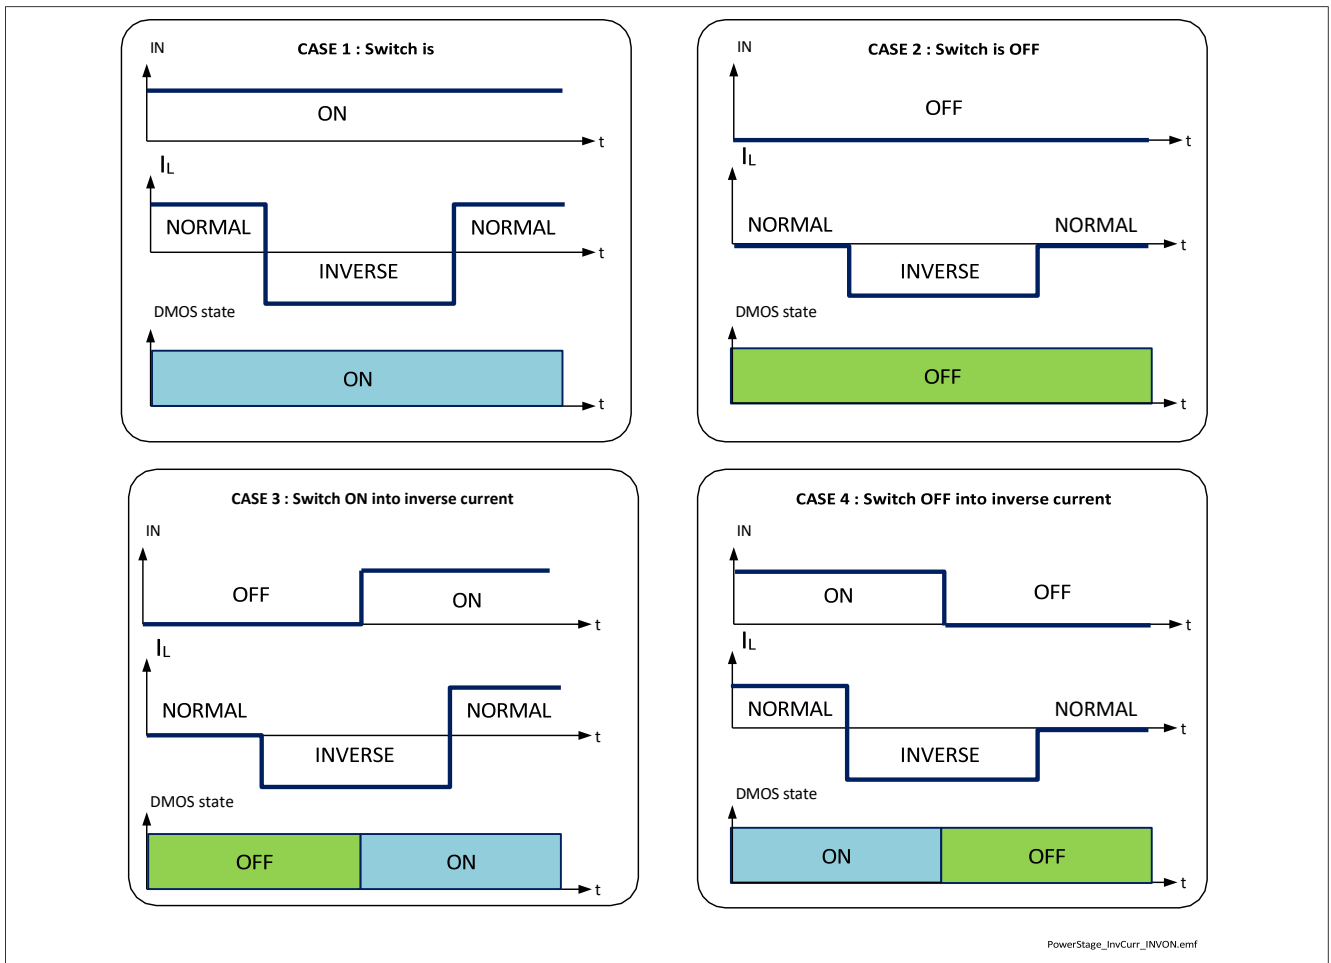 CASE 1 : Switch is
IN
ON
t
IL
NORMAL
NORMAL
INVERSE
t
DMOS state
ON
t
CASE 2 : Switch is OFF
IN
OFF
t
IL
NORMAL
NORMAL
INVERSE
t
DMOS state
OFF
t
CASE 3 : Switch ON into inverse current
IN
OFF
ON
t
IL
NORMAL
NORMAL
INVERSE
t
DMOS state
OFF
ON
t
CASE 4 : Switch OFF into inverse current
IN
ON
OFF
t
IL
NORMAL
NORMAL
INVERSE
t
DMOS state
ON
OFF
t
PowerStage_InvCurr_INVON.emf